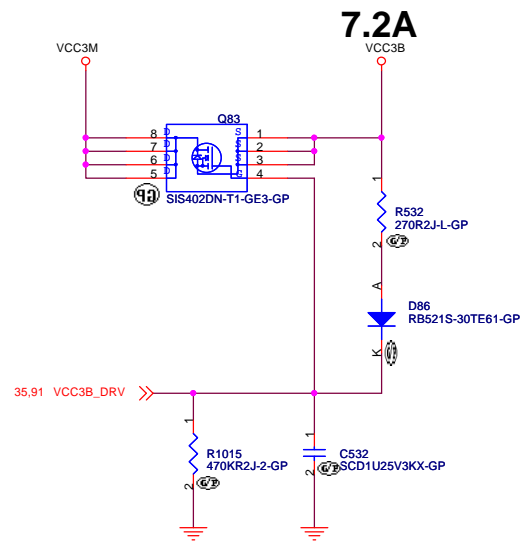 7.2A
VCC3M
VCC3B
Q83
8 D S 1
7 D S 2
6 D S 3
5 D G 4
SIS402DN-T1-GE3-GP
1
R532
270R2J-L-GP
2
A
D86
RB521S-30TE61-GP
K
35,91 VCC3B_DRV
1
R1015
470KR2J-2-GP
2
1
C532
SCD1U25V3KX-GP
2